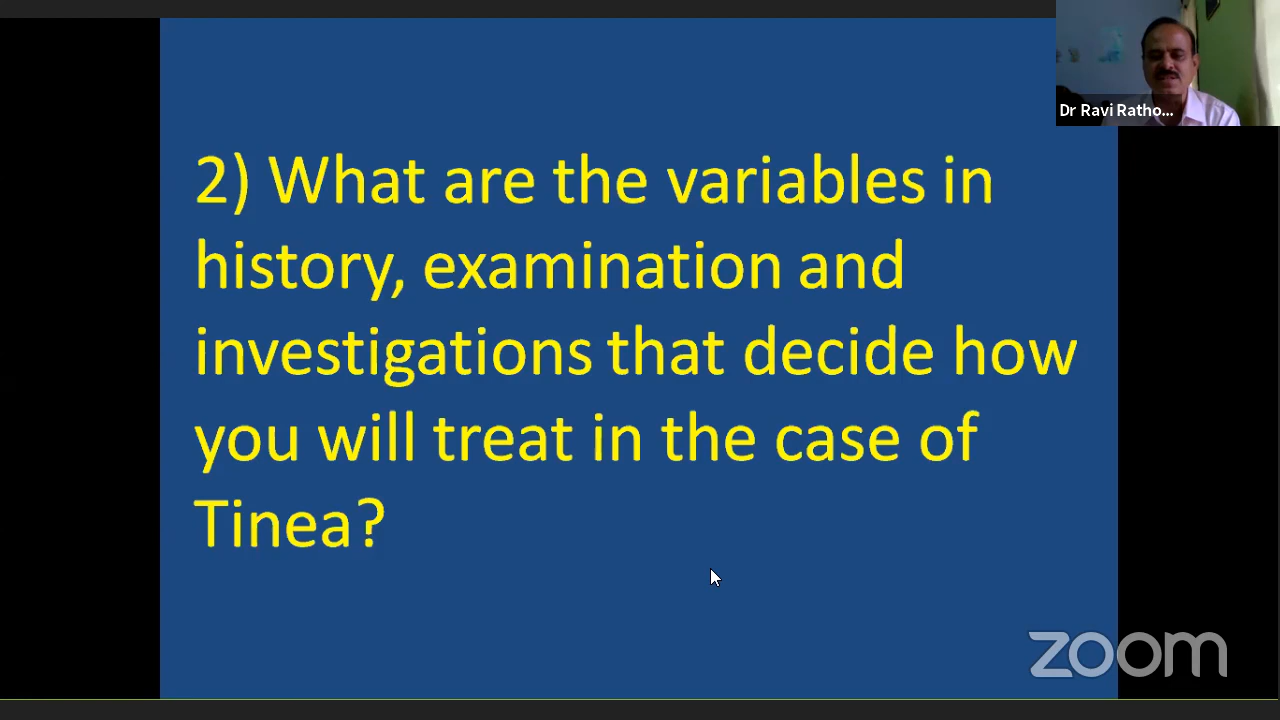 Dr Ravi Ratho...
2) What are the variables in
history, examination and
investigations that decide how
you will treat in the case of
Tinea?
zoom